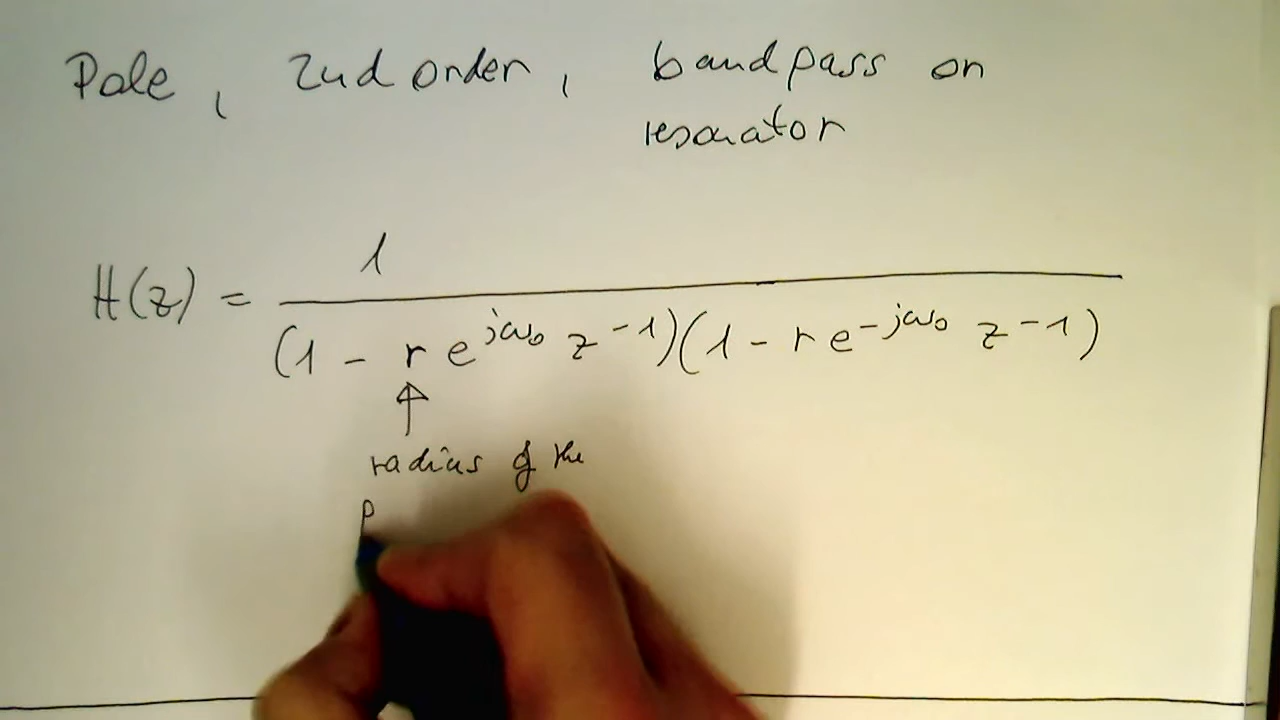 Pole, 2nd order, bandpass or
resonator
H(z) = 1 / (1 - r e^{jω₀} z^{-1})(1 - r e^{-jω₀} z^{-1})
↑
radius of the
p